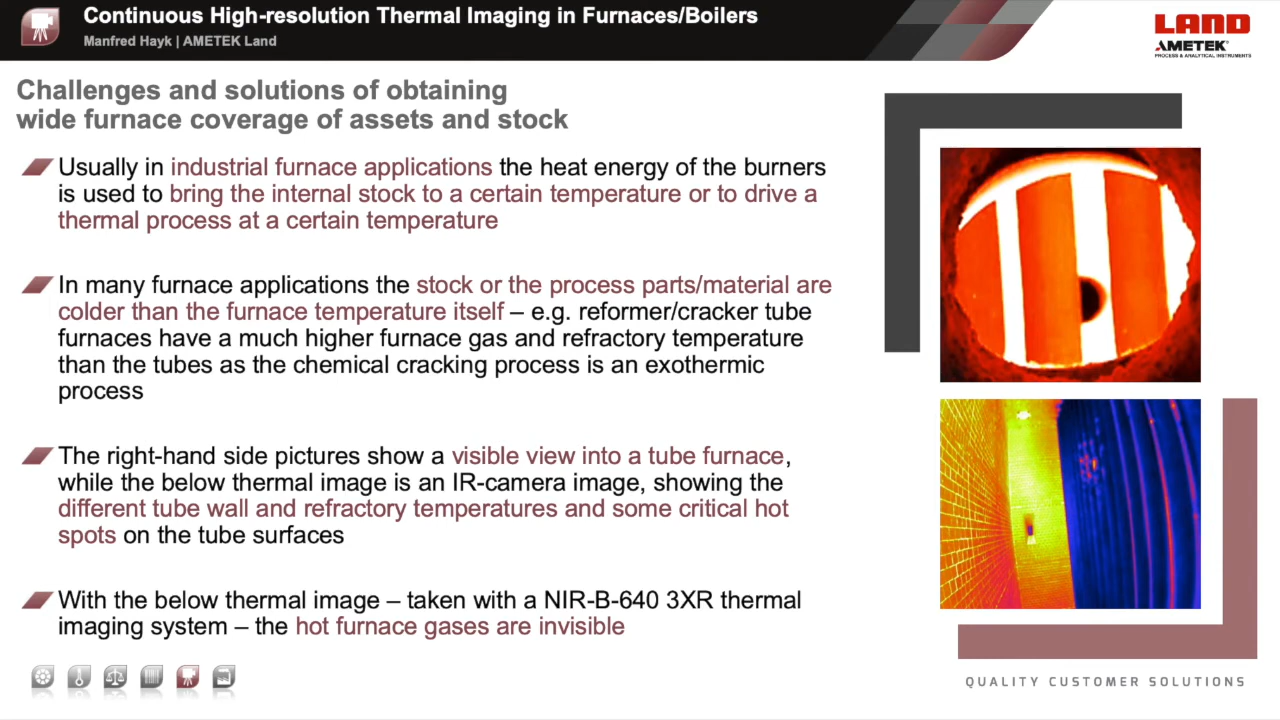 Continuous High-resolution Thermal Imaging in Furnaces/Boilers
Manfred Hayk | AMETEK Land
LAND
AMETEK®
PROCESS & ANALYTICAL INSTRUMENTS
Challenges and solutions of obtaining
wide furnace coverage of assets and stock
Usually in industrial furnace applications the heat energy of the burners
is used to bring the internal stock to a certain temperature or to drive a
thermal process at a certain temperature
In many furnace applications the stock or the process parts/material are
colder than the furnace temperature itself – e.g. reformer/cracker tube
furnaces have a much higher furnace gas and refractory temperature
than the tubes as the chemical cracking process is an exothermic
process
The right-hand side pictures show a visible view into a tube furnace,
while the below thermal image is an IR-camera image, showing the
different tube wall and refractory temperatures and some critical hot
spots on the tube surfaces
With the below thermal image – taken with a NIR-B-640 3XR thermal
imaging system – the hot furnace gases are invisible
QUALITY CUSTOMER SOLUTIONS